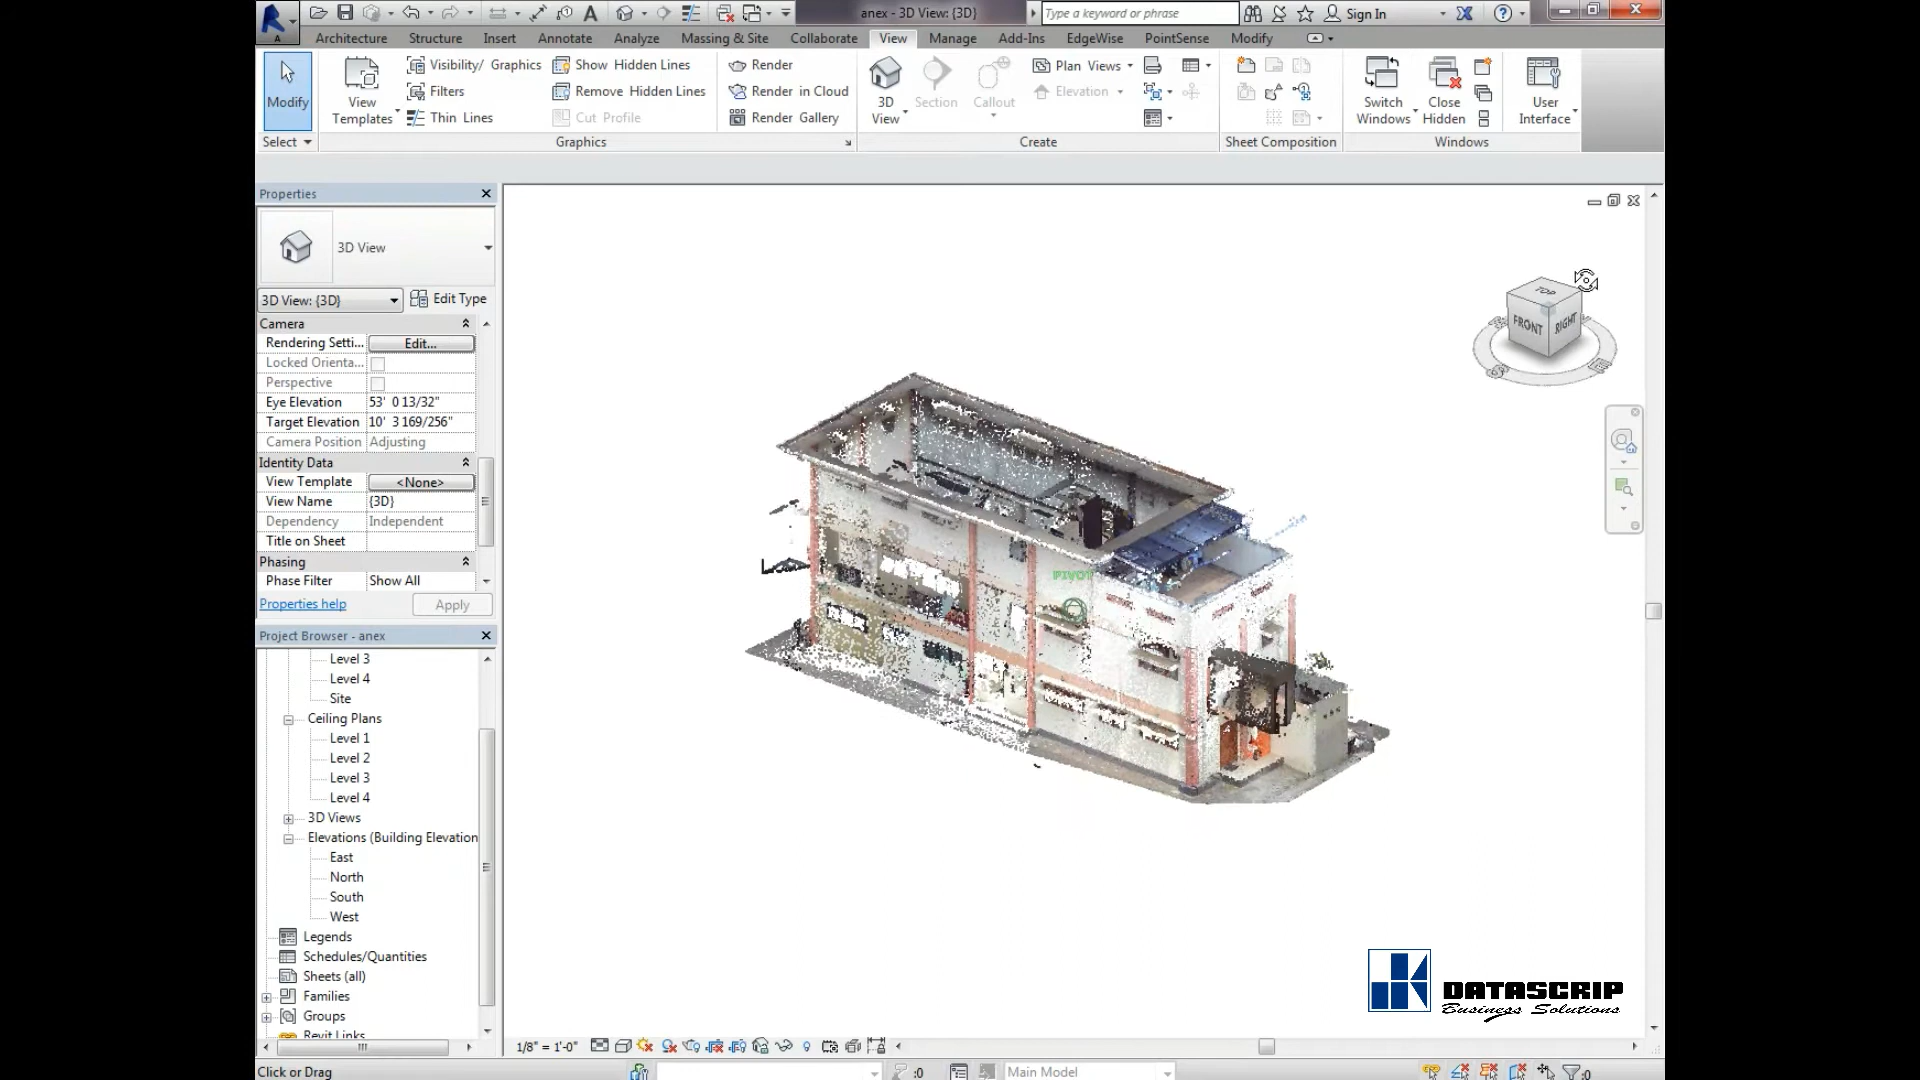 anex - 3D View: {3D}
Type a keyword or phrase
Sign In
Architecture Structure Insert Annotate Analyze Massing & Site Collaborate View Manage Add-Ins EdgeWise PointSense Modify
Modify
View Templates
Visibility/ Graphics
Filters
Thin Lines
Show Hidden Lines
Remove Hidden Lines
Cut Profile
Render
Render in Cloud
Render Gallery
3D View
Section
Callout
Plan Views
Elevation
Switch Windows
Close Hidden
User Interface
Select Graphics Create Sheet Composition Windows
Properties
3D View
3D View: {3D} Edit Type
Camera
Rendering Setti... Edit...
Locked Orienta...
Perspective
Eye Elevation 53' 0 13/32"
Target Elevation 10' 3 169/256"
Camera Position Adjusting
Identity Data
View Template <None>
View Name {3D}
Dependency Independent
Title on Sheet
Phasing
Phase Filter Show All
Properties help Apply
Project Browser - anex
Level 3
Level 4
Site
Ceiling Plans
Level 1
Level 2
Level 3
Level 4
3D Views
Elevations (Building Elevation
East
North
South
West
Legends
Schedules/Quantities
Sheets (all)
Families
Groups
Revit Links
TOP
FRONT
RIGHT
PIVOT
DATASCRIP
Business Solutions
1/8" = 1'-0"
Click or Drag
:0
Main Model
:0